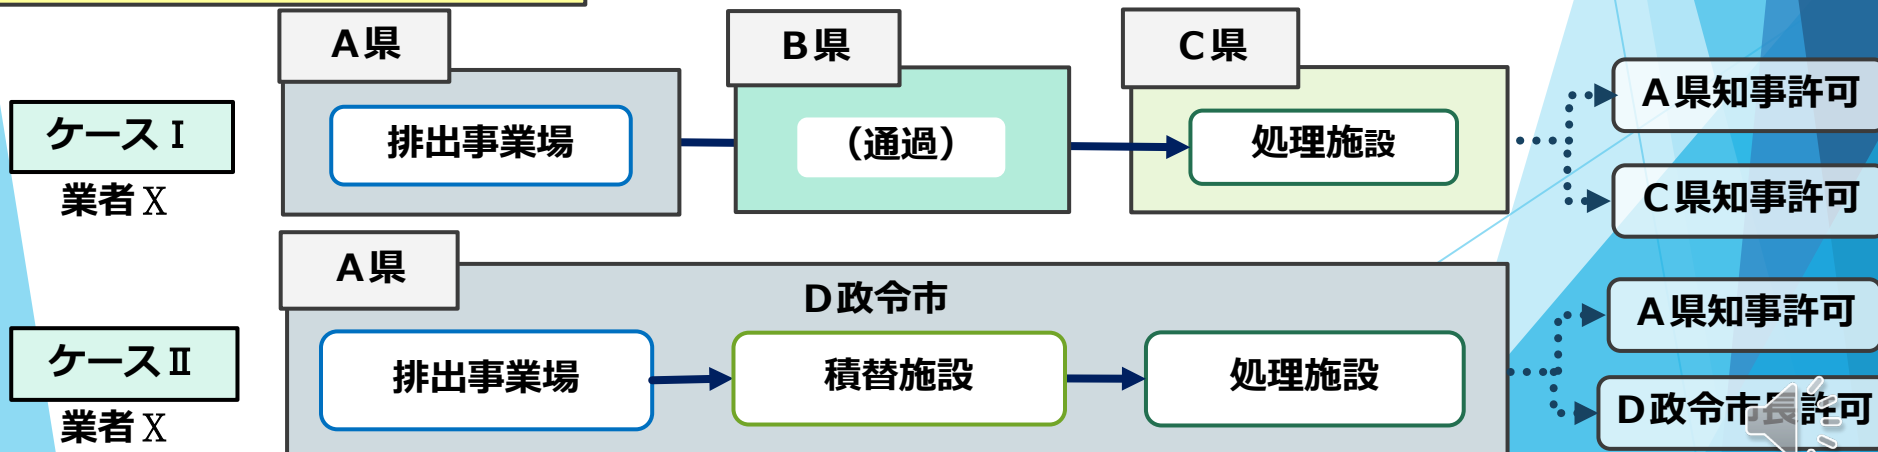 A県
B県
C県
ケースⅠ
業者X
排出事業場
（通過）
処理施設
A県知事許可
C県知事許可
A県
D政令市
ケースⅡ
業者X
排出事業場
積替施設
処理施設
A県知事許可
D政令市長許可